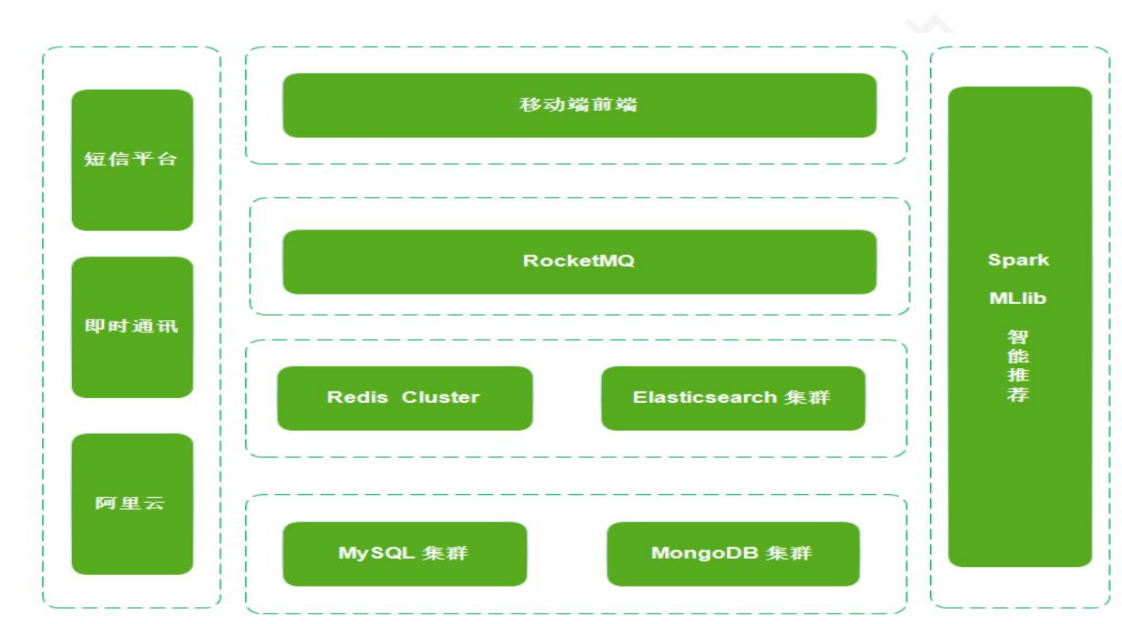 短信平台
即时通讯
阿里云
移动端前端
RocketMQ
Redis Cluster
Elasticsearch 集群
MySQL 集群
MongoDB 集群
Spark
MLlib
智
能
推
荐